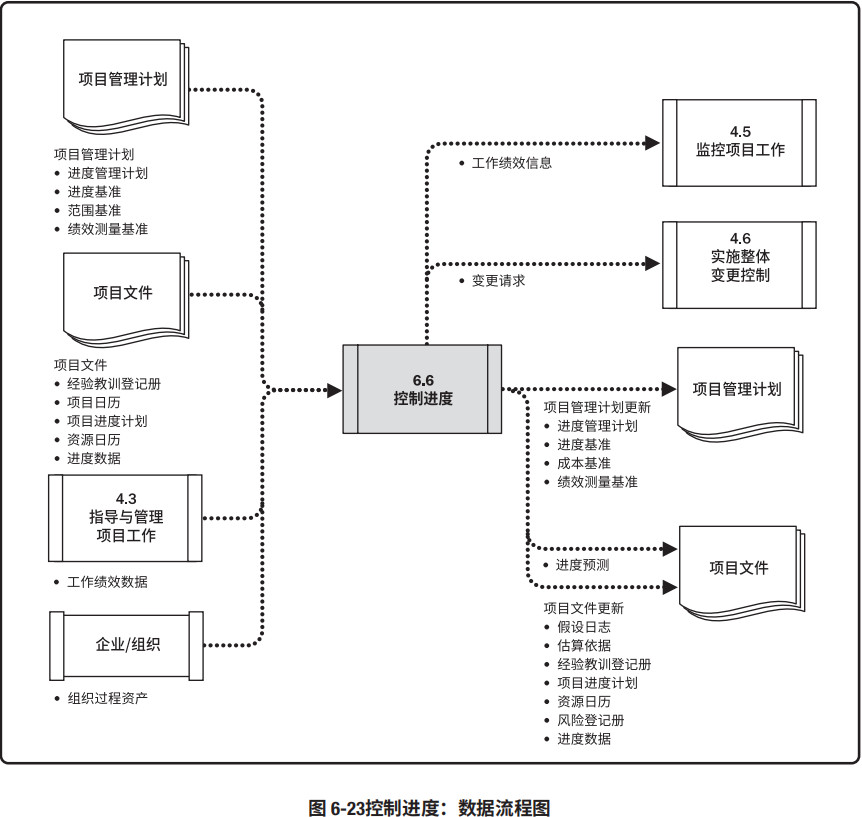 项目管理计划
项目管理计划
• 进度管理计划
• 进度基准
• 范围基准
• 绩效测量基准
项目文件
项目文件
• 经验教训登记册
• 项目日历
• 项目进度计划
• 资源日历
• 进度数据
4.3
指导与管理
项目工作
• 工作绩效数据
企业/组织
• 组织过程资产
6.6
控制进度
4.5
监控项目工作
• 工作绩效信息
4.6
实施整体
变更控制
• 变更请求
项目管理计划
项目管理计划更新
• 进度管理计划
• 进度基准
• 成本基准
• 绩效测量基准
项目文件
• 进度预测
项目文件更新
• 假设日志
• 估算依据
• 经验教训登记册
• 项目进度计划
• 资源日历
• 风险登记册
• 进度数据
图 6-23控制进度：数据流程图